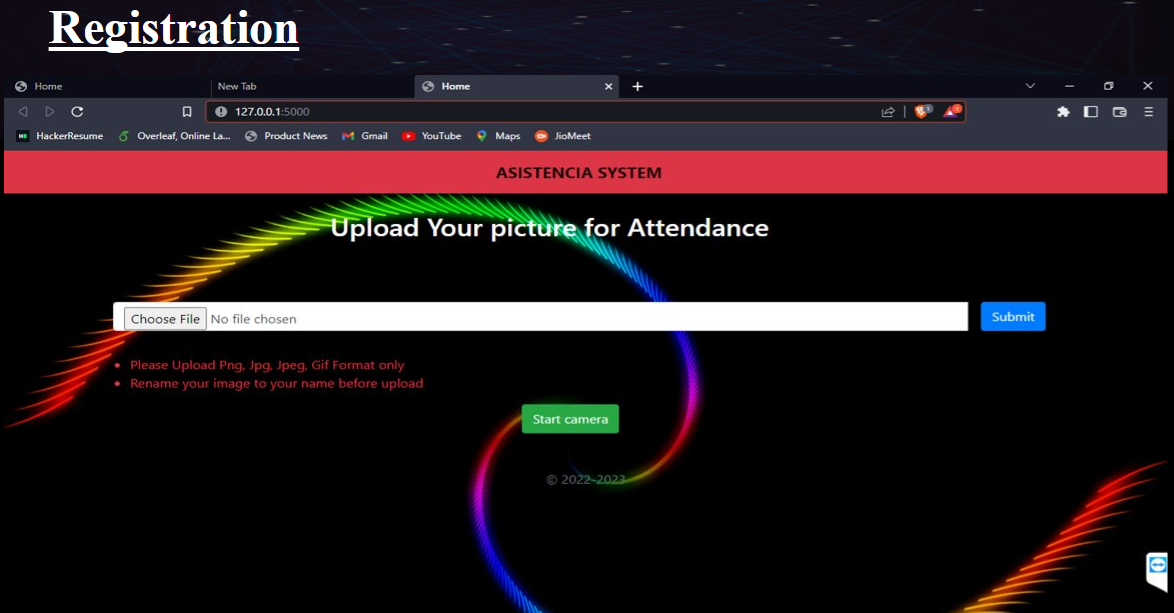 Registration
Home
New Tab
Home
127.0.0.1:5000
HackerResume
Overleaf, Online La...
Product News
Gmail
YouTube
Maps
JioMeet
ASISTENCIA SYSTEM
Upload Your picture for Attendance
Choose File No file chosen
Submit
Please Upload Png, Jpg, Jpeg, Gif Format only
Rename your image to your name before upload
Start camera
© 2022-2023